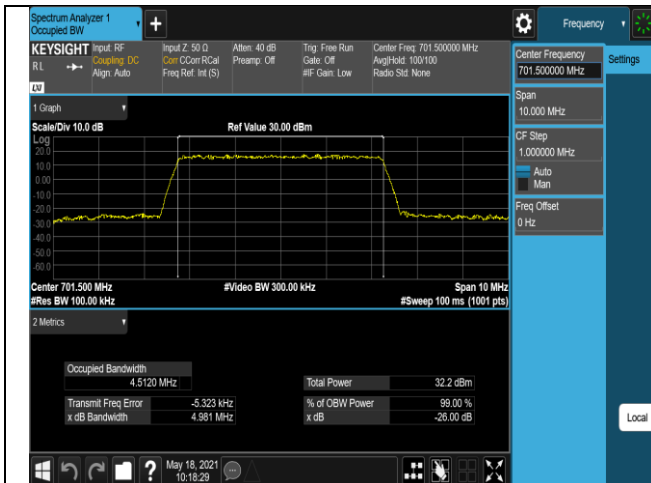 Spectrum Analyzer 1
Occupied BW
+
Frequency
KEYSIGHT
RL
LXI
Input: RF
Coupling: DC
Align: Auto
Input Z: 50 Ω
Corr CCorr RCal
Freq Ref: Int (S)
Atten: 40 dB
Preamp: Off
Trig: Free Run
Gate: Off
#IF Gain: Low
Center Freq: 701.500000 MHz
Avg|Hold: 100/100
Radio Std: None
Center Frequency
701.500000 MHz
Settings
Span
10.000 MHz
CF Step
1.000000 MHz
Auto
Man
Freq Offset
0 Hz
1 Graph
Scale/Div 10.0 dB
Ref Value 30.00 dBm
Log
20.0
10.0
0.00
-10.0
-20.0
-30.0
-40.0
-50.0
-60.0
Center 701.500 MHz
#Video BW 300.00 kHz
Span 10 MHz
#Res BW 100.00 kHz
#Sweep 100 ms (1001 pts)
2 Metrics
Occupied Bandwidth
4.5120 MHz
Total Power 32.2 dBm
Transmit Freq Error -5.323 kHz
% of OBW Power 99.00 %
x dB Bandwidth 4.981 MHz
x dB -26.00 dB
Local
?
May 18, 2021
10:18:29